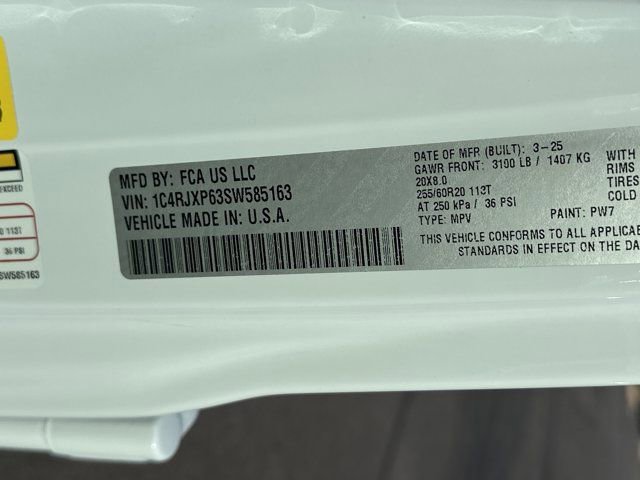 MFD BY: FCA US LLC
VIN: 1C4RJXP63SW585163
VEHICLE MADE IN: U.S.A.
DATE OF MFR (BUILT): 3-25
GAWR FRONT: 3100 LB / 1407 KG
20X8.0
255/60R20 113T
AT 250 kPa / 36 PSI
TYPE: MPV PAINT: PW7
THIS VEHICLE CONFORMS TO ALL APPLICAB
STANDARDS IN EFFECT ON THE DA
WITH
RIMS
TIRES
COLD
EXCEED
113T
36 PSI
SW585163